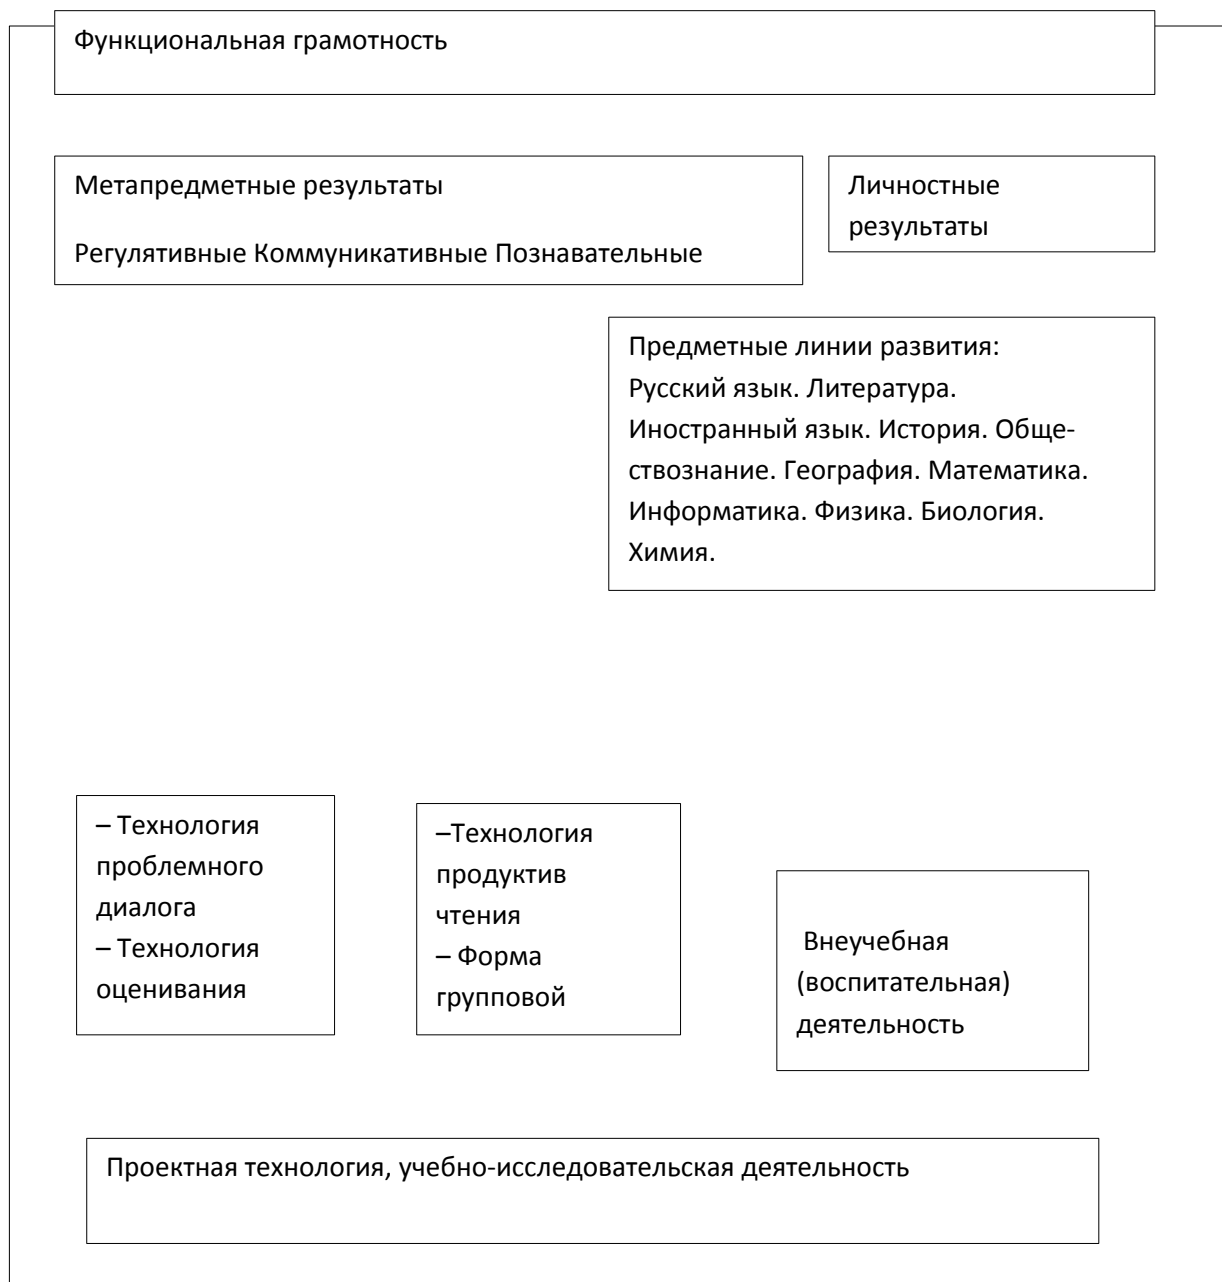 Функциональная грамотность
Метапредметные результаты
Регулятивные Коммуникативные Познавательные
Личностные
результаты
Предметные линии развития:
Русский язык. Литература.
Иностранный язык. История. Обще-
ствознание. География. Математика.
Информатика. Физика. Биология.
Химия.
– Технология
проблемного
диалога
– Технология
оценивания
–Технология
продуктив
чтения
– Форма
групповой
Внеучебная
(воспитательная)
деятельность
Проектная технология, учебно-исследовательская деятельность